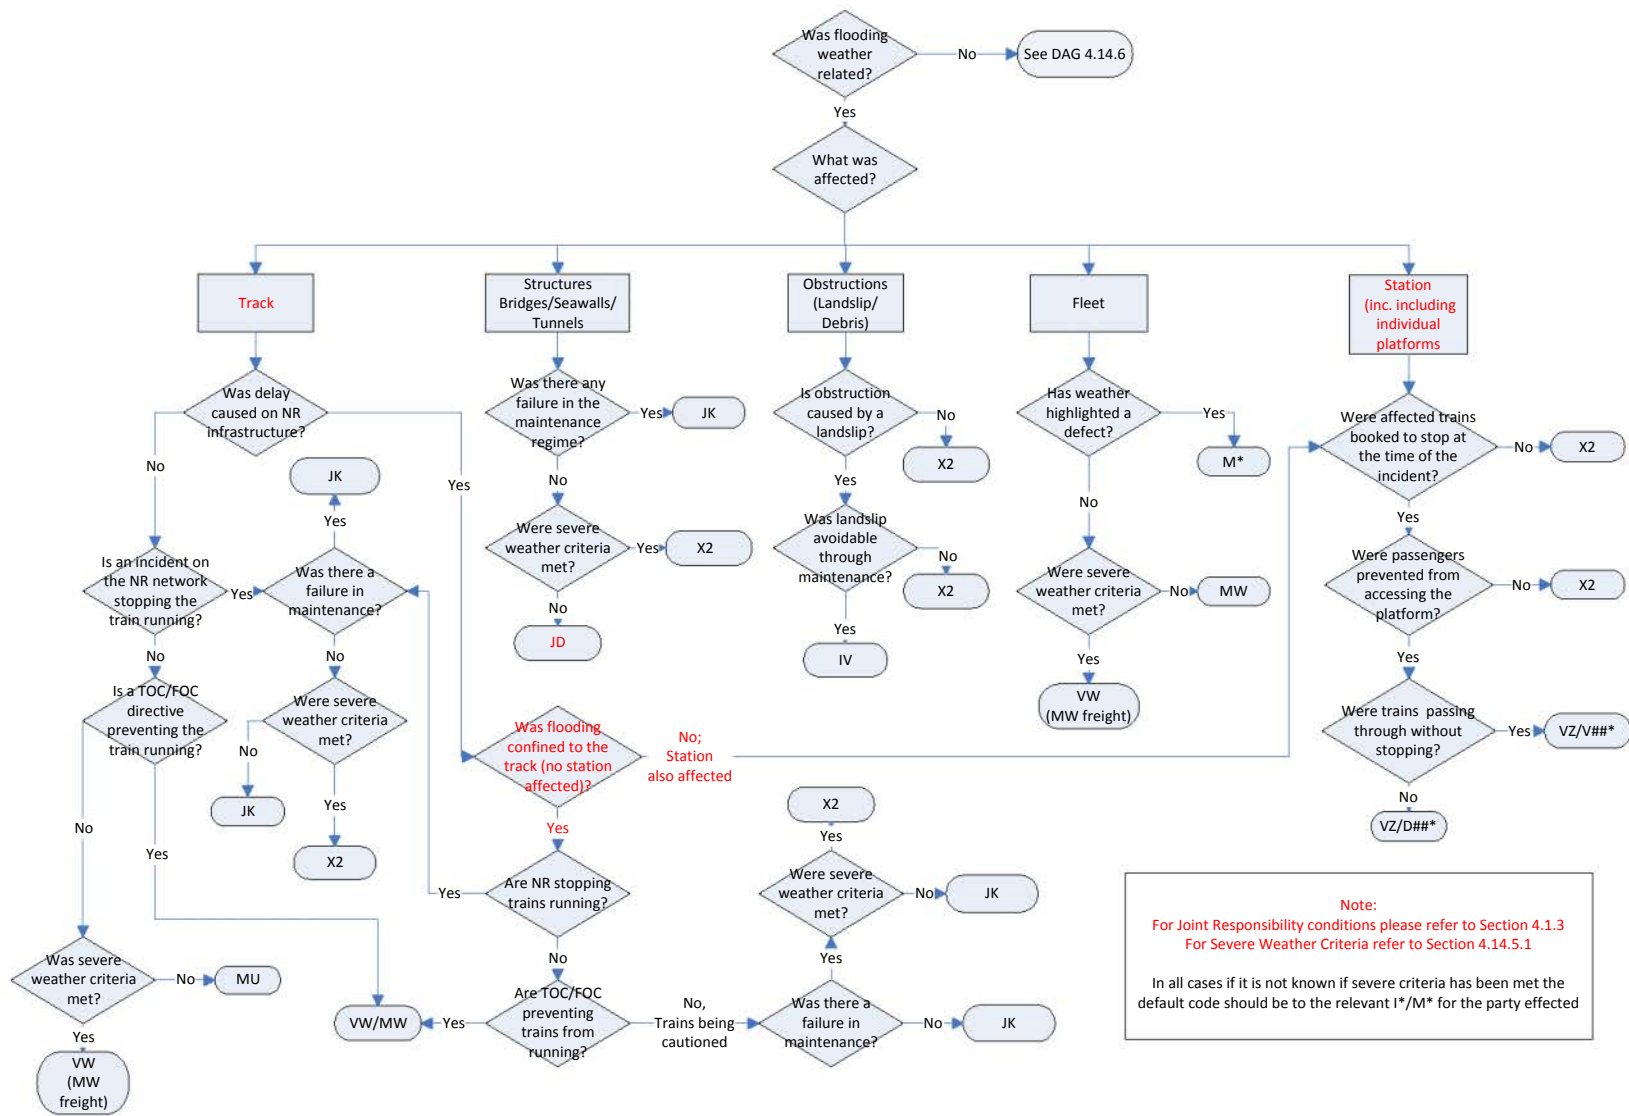 Was flooding
weather
related?
No
See DAG 4.14.6
Yes
What was
affected?
Track
Structures
Bridges/Seawalls/
Tunnels
Obstructions
(Landslip/
Debris)
Fleet
Station
(inc. including
individual
platforms
Was delay
caused on NR
infrastructure?
No
Yes
Was there any
failure in the
maintenance
regime?
Yes
JK
No
Were severe
weather criteria
met?
Yes
X2
No
JD
Is obstruction
caused by a
landslip?
No
X2
Yes
Was landslip
avoidable
through
maintenance?
No
X2
Yes
IV
Has weather
highlighted a
defect?
Yes
M*
No
Were severe
weather criteria
met?
No
MW
Yes
VW
(MW freight)
Were affected trains
booked to stop at
the time of the
incident?
No
X2
Yes
Were passengers
prevented from
accessing the
platform?
No
X2
Yes
Were trains  passing
through without
stopping?
Yes
VZ/V##*
No
VZ/D##*
Is an incident on
the NR network
stopping the
train running?
Yes
No
JK
Yes
Was there a
failure in
maintenance?
No
Were severe
weather criteria
met?
No
JK
Yes
X2
Is a TOC/FOC
directive
preventing the
train running?
No
Yes
Was severe
weather criteria
met?
No
MU
Yes
VW
(MW
freight)
Was flooding
confined to the
track (no station
affected)?
No;
Station
also affected
Yes
Are NR stopping
trains running?
Yes
No
Are TOC/FOC
preventing
trains from
running?
Yes
VW/MW
No,
Trains being
cautioned
Was there a
failure in
maintenance?
No
JK
Yes
Were severe
weather criteria
met?
No
JK
Yes
X2
Note:
For Joint Responsibility conditions please refer to Section 4.1.3
For Severe Weather Criteria refer to Section 4.14.5.1
In all cases if it is not known if severe criteria has been met the
default code should be to the relevant I*/M* for the party effected